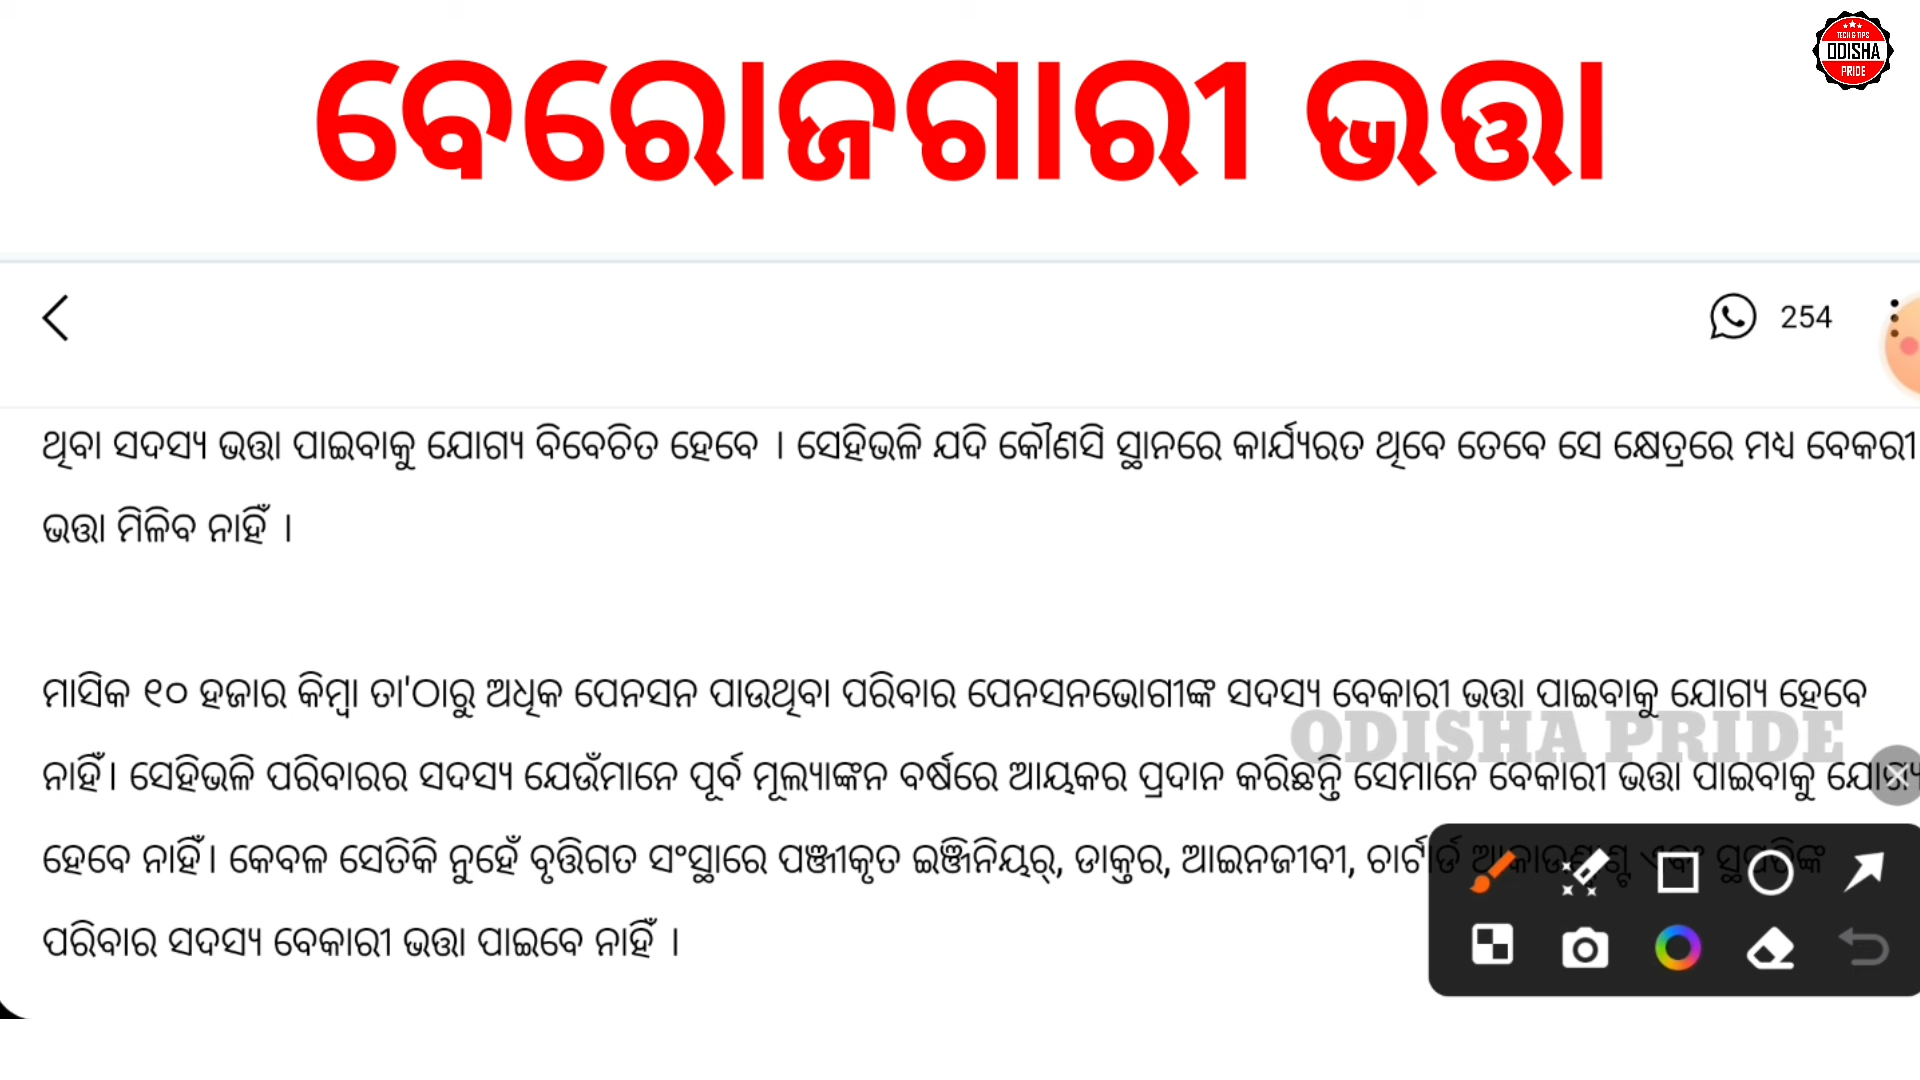 ବେରୋଜଗାରୀ ଭତ୍ତା
TECH & TIPS
ODISHA
PRIDE
254
ଥିବା ସଦସ୍ୟ ଭତ୍ତା ପାଇବାକୁ ଯୋଗ୍ୟ ବିବେଚିତ ହେବେ । ସେହିଭଳି ଯଦି କୌଣସି ସ୍ଥାନରେ କାର୍ଯ୍ୟରତ ଥିବେ ତେବେ ସେ କ୍ଷେତ୍ରରେ ମଧ୍ୟ ବେକରୀ
ଭତ୍ତା ମିଳିବ ନାହିଁ ।
ମାସିକ ୧୦ ହଜାର କିମ୍ବା ତା'ଠାରୁ ଅଧିକ ପେନସନ ପାଉଥିବା ପରିବାର ପେନସନଭୋଗୀଙ୍କ ସଦସ୍ୟ ବେକାରୀ ଭତ୍ତା ପାଇବାକୁ ଯୋଗ୍ୟ ହେବେ
ODISHA PRIDE
ନାହିଁ। ସେହିଭଳି ପରିବାରର ସଦସ୍ୟ ଯେଉଁମାନେ ପୂର୍ବ ମୂଲ୍ୟାଙ୍କନ ବର୍ଷରେ ଆୟକର ପ୍ରଦାନ କରିଛନ୍ତି ସେମାନେ ବେକାରୀ ଭତ୍ତା ପାଇବାକୁ ଯୋଗ୍ୟ
ହେବେ ନାହିଁ। କେବଳ ସେତିକି ନୁହେଁ ବୃତ୍ତିଗତ ସଂସ୍ଥାରେ ପଞ୍ଜୀକୃତ ଇଞ୍ଜିନିୟର୍, ଡାକ୍ତର, ଆଇନଜୀବୀ, ଚାର୍ଟାର୍ଡ
ପରିବାର ସଦସ୍ୟ ବେକାରୀ ଭତ୍ତା ପାଇବେ ନାହିଁ ।